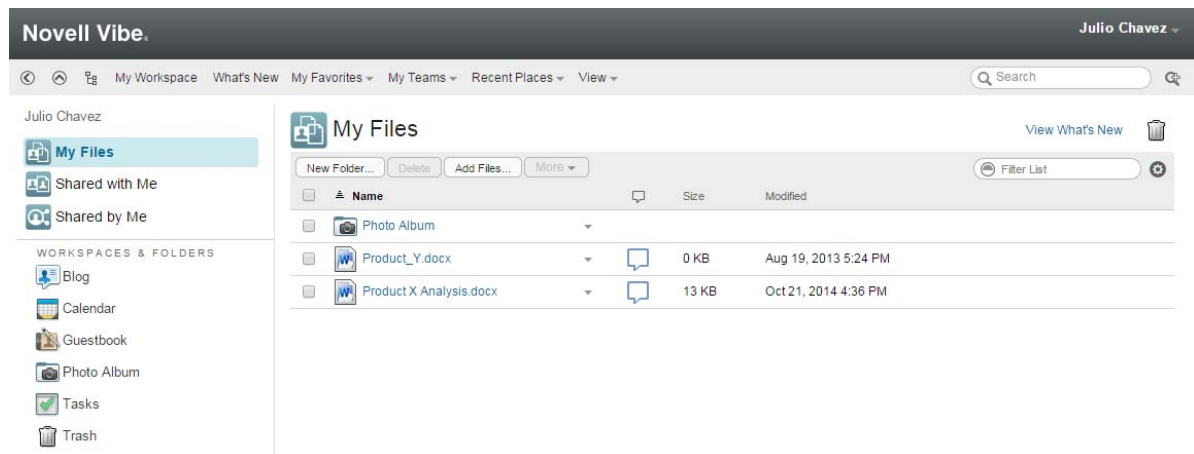 Novell Vibe.
Julio Chavez
My Workspace What's New My Favorites My Teams Recent Places View
Search
Julio Chavez
My Files
Shared with Me
Shared by Me
WORKSPACES & FOLDERS
Blog
Calendar
Guestbook
Photo Album
Tasks
Trash
My Files
View What's New
New Folder... Delete Add Files... More
Filter List
Name Size Modified
Photo Album
Product_Y.docx 0 KB Aug 19, 2013 5:24 PM
Product X Analysis.docx 13 KB Oct 21, 2014 4:36 PM